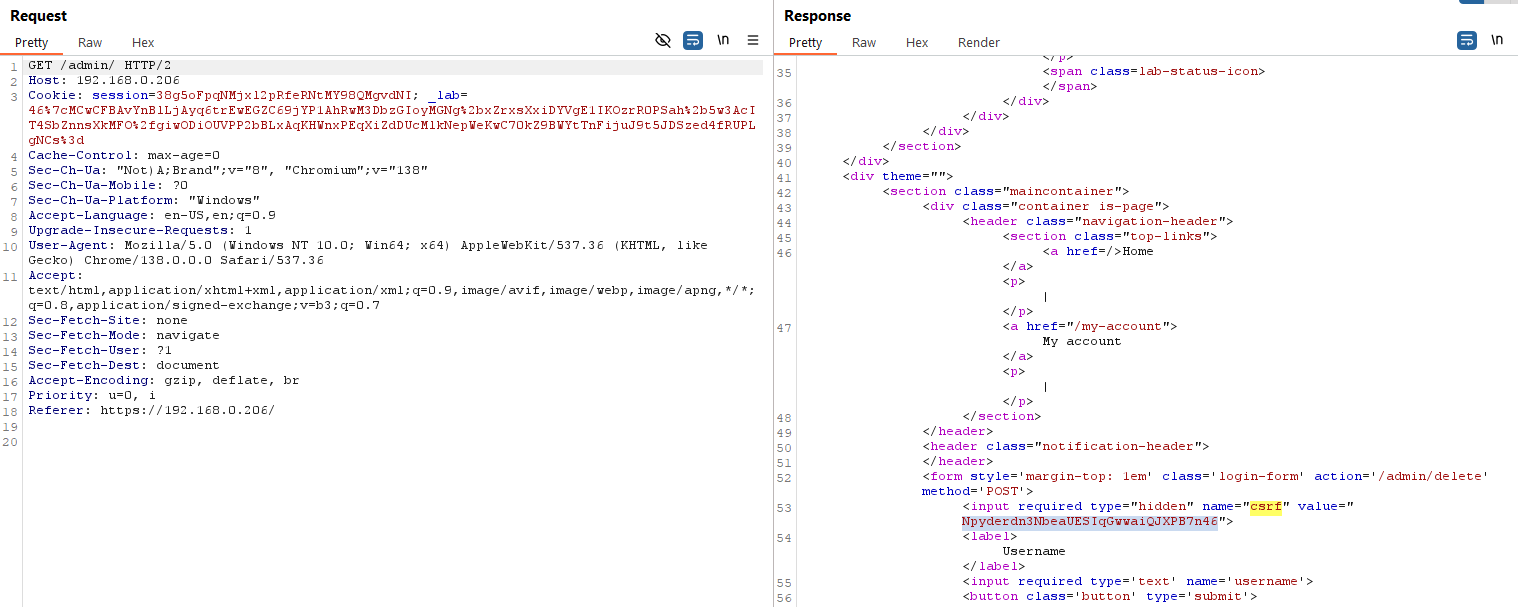 Request
Pretty Raw Hex \n
1 GET /admin/ HTTP/2
2 Host: 192.168.0.206
3 Cookie: session=38g5oFpqNMjxl2pRfeRNtMY98QMgvdNI; _lab=
46%7cMCwCFBAvYnBlLjAyq6trEwEGZC69jYP1AhRwM3DbzGIoyMGNg%2bxZrxsXxiDYVgE1IKOzrR0PSah%2b5w3AcI
T4SbZnnsXkMFO%2fgiwODiOUVPP2bBLxAqKHWnxPEqXiZdDUcMlkNepWeKwC70kZ9BWYtTnFijuJ9t5JDSzed4fRUPL
gNCs%3d
4 Cache-Control: max-age=0
5 Sec-Ch-Ua: "Not)A;Brand";v="8", "Chromium";v="138"
6 Sec-Ch-Ua-Mobile: ?0
7 Sec-Ch-Ua-Platform: "Windows"
8 Accept-Language: en-US,en;q=0.9
9 Upgrade-Insecure-Requests: 1
10 User-Agent: Mozilla/5.0 (Windows NT 10.0; Win64; x64) AppleWebKit/537.36 (KHTML, like
Gecko) Chrome/138.0.0.0 Safari/537.36
11 Accept:
text/html,application/xhtml+xml,application/xml;q=0.9,image/avif,image/webp,image/apng,*/*;
q=0.8,application/signed-exchange;v=b3;q=0.7
12 Sec-Fetch-Site: none
13 Sec-Fetch-Mode: navigate
14 Sec-Fetch-User: ?1
15 Sec-Fetch-Dest: document
16 Accept-Encoding: gzip, deflate, br
17 Priority: u=0, i
18 Referer: https://192.168.0.206/
19
20
Response
Pretty Raw Hex Render \n
</p>
35 <span class=lab-status-icon>
</span>
36 </div>
37 </div>
38 </div>
39 </section>
40 </div>
41 <div theme="">
42 <section class="maincontainer">
43 <div class="container is-page">
44 <header class="navigation-header">
45 <section class="top-links">
46 <a href=/>Home
</a>
<p>
|
</p>
47 <a href="/my-account">
My account
</a>
<p>
|
</p>
48 </section>
49 </header>
50 <header class="notification-header">
51 </header>
52 <form style='margin-top: 1em' class='login-form' action='/admin/delete'
method='POST'>
53 <input required type="hidden" name="csrf" value="
Npyderdn3NbeaUESIqGwwaiQJXPB7n46">
54 <label>
Username
</label>
55 <input required type='text' name='username'>
56 <button class='button' type='submit'>